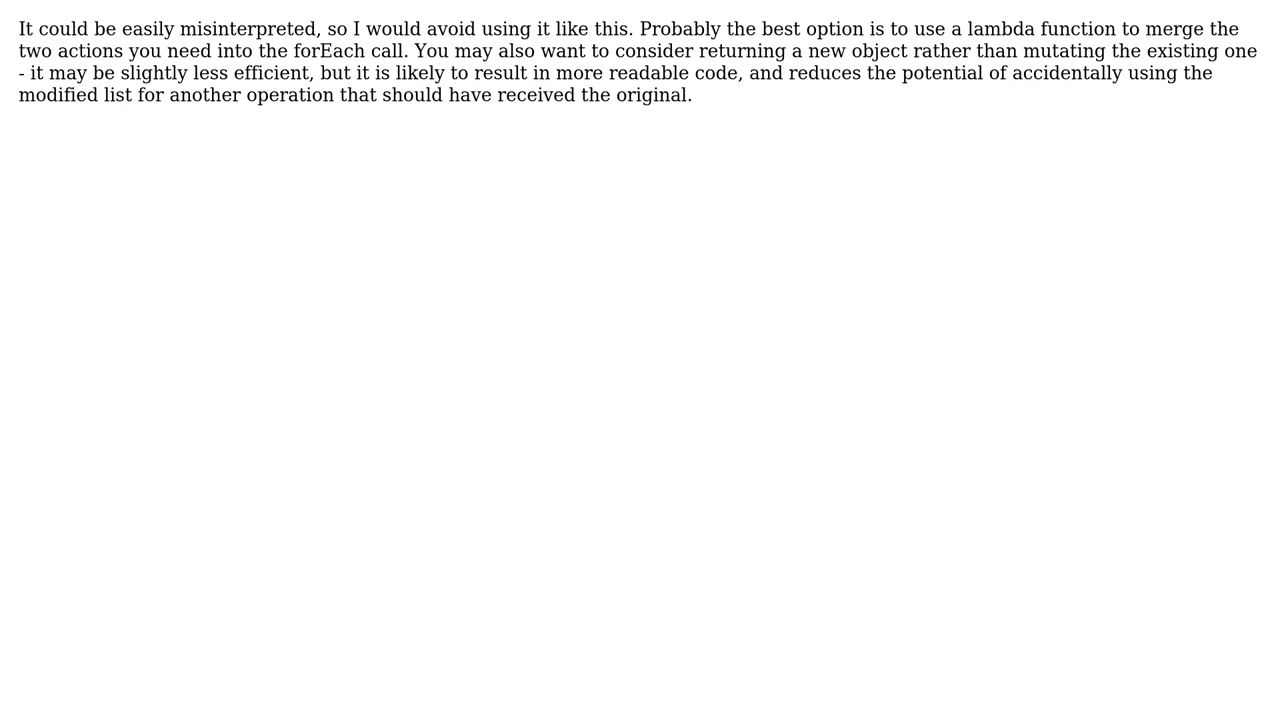 It could be easily misinterpreted, so I would avoid using it like this. Probably the best option is to use a lambda function to merge the
two actions you need into the forEach call. You may also want to consider returning a new object rather than mutating the existing one
- it may be slightly less efficient, but it is likely to result in more readable code, and reduces the potential of accidentally using the
modified list for another operation that should have received the original.